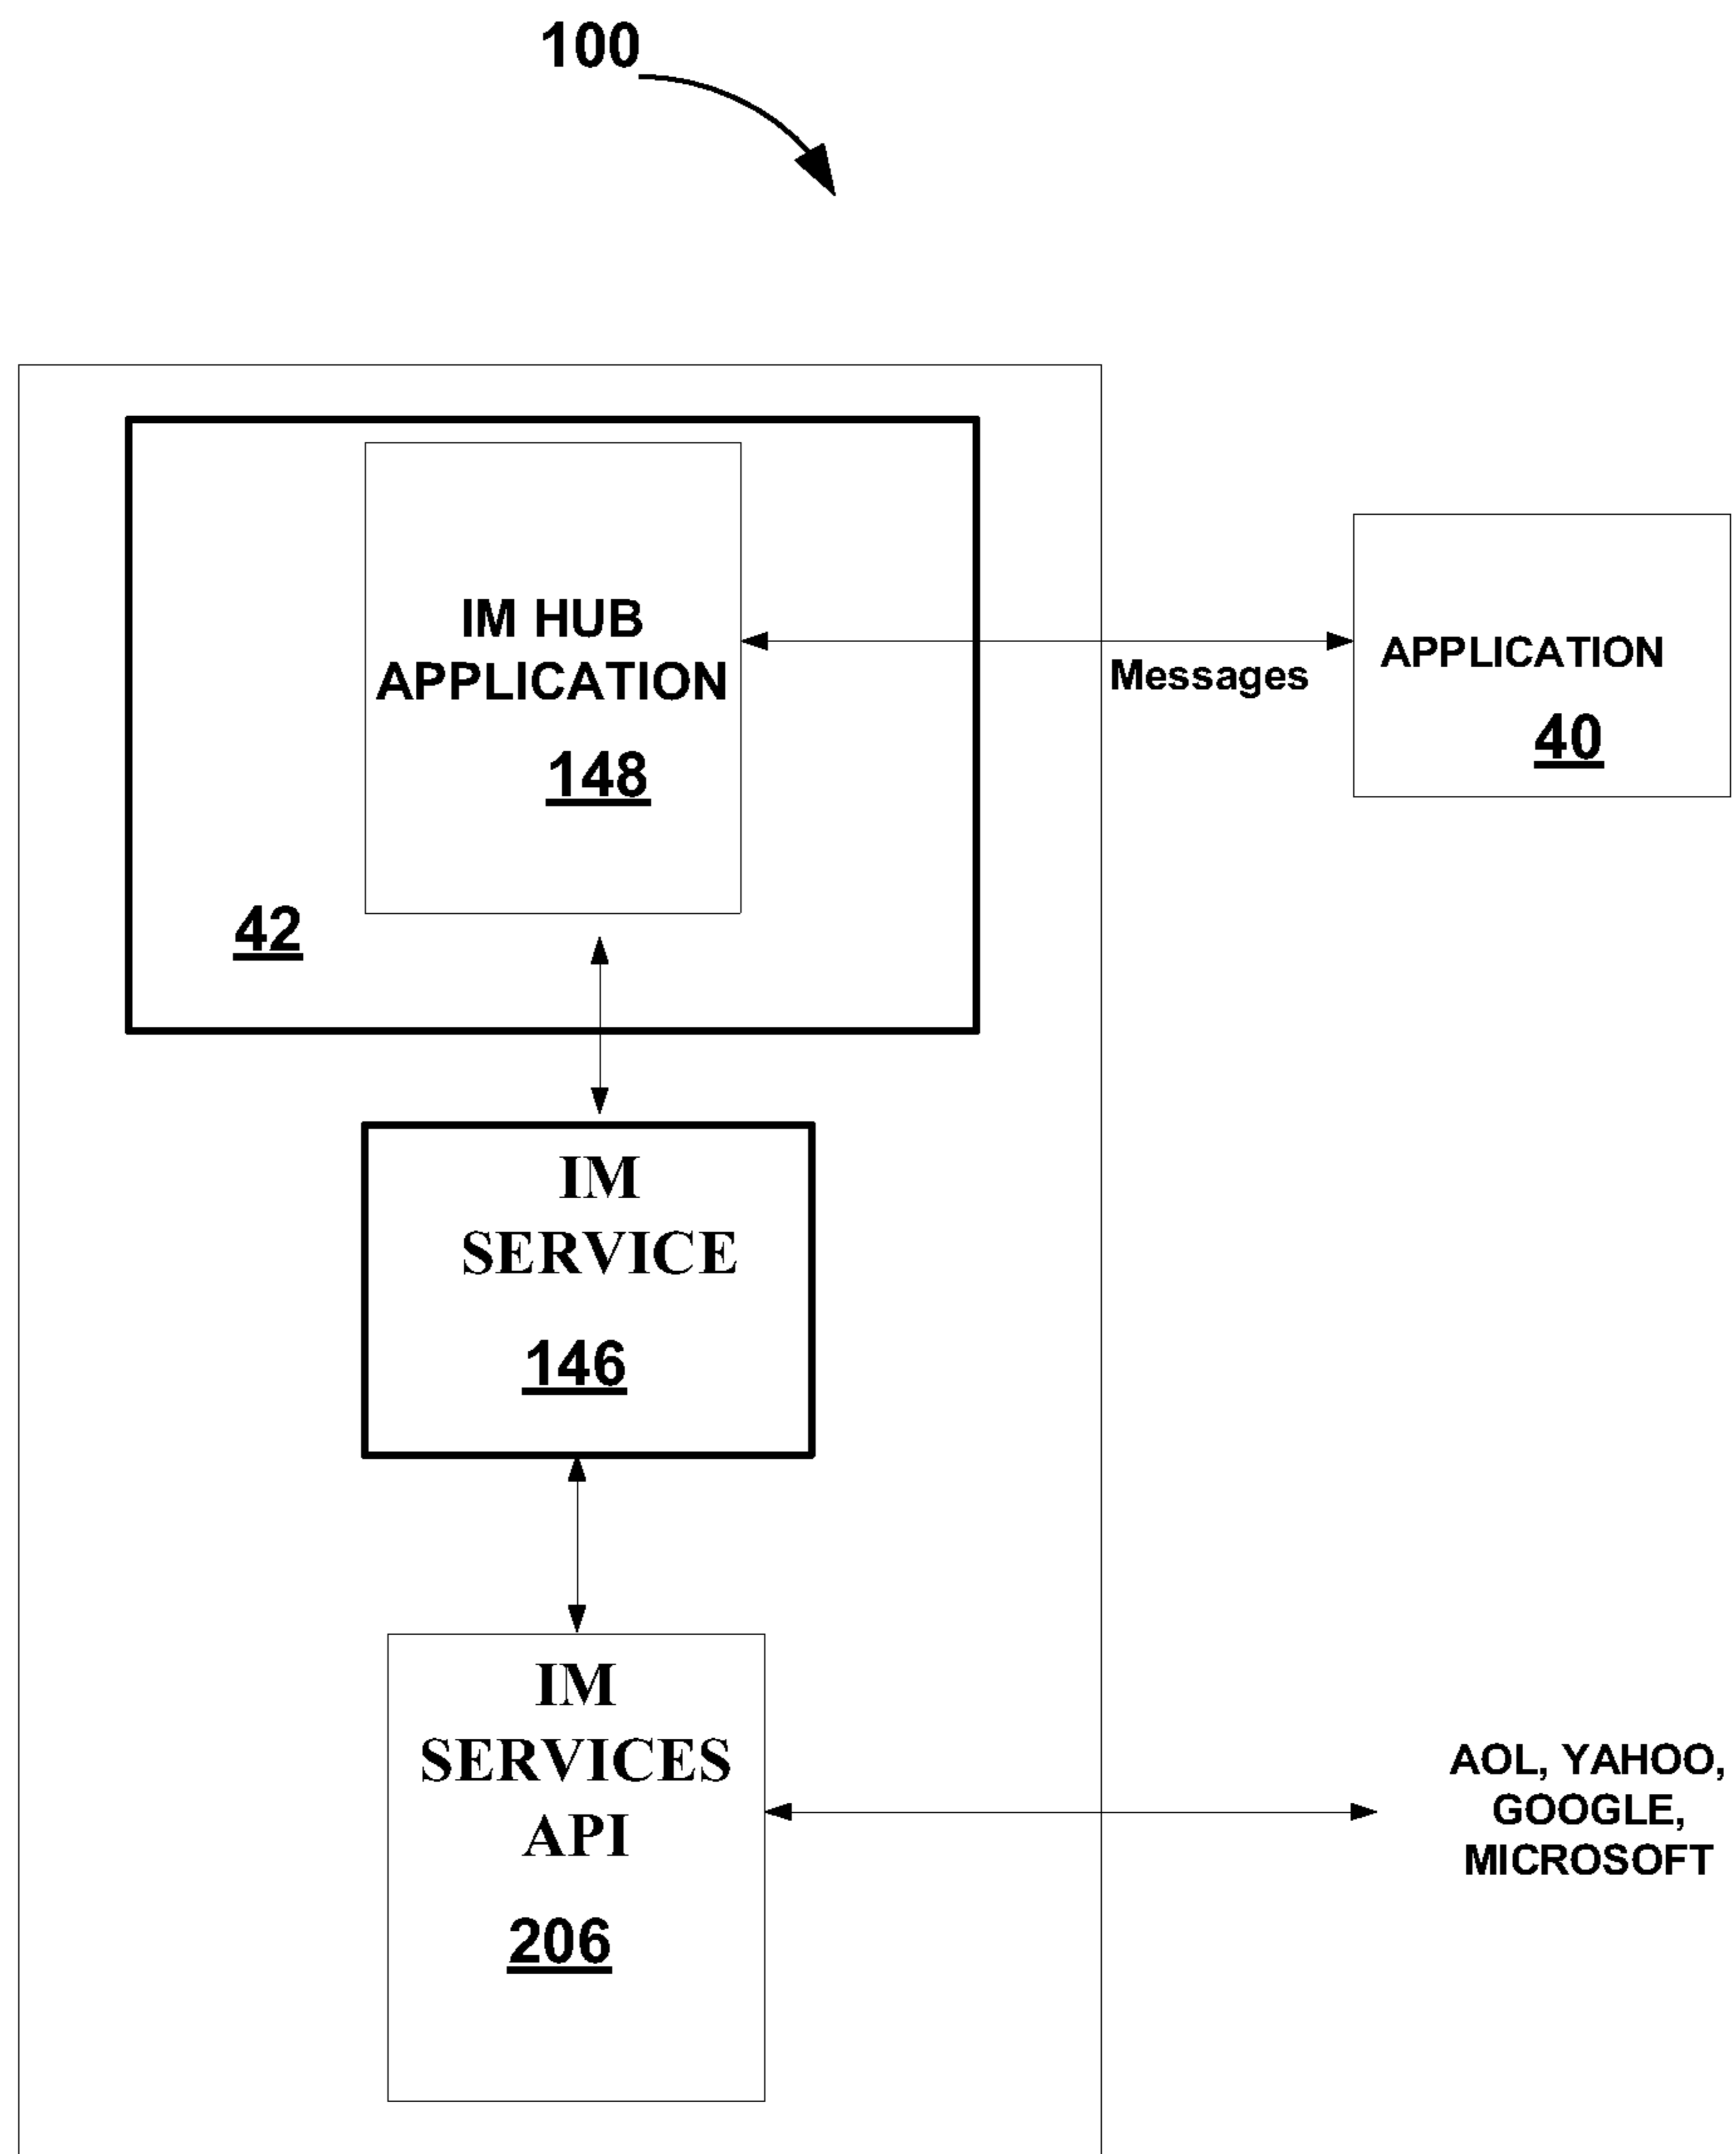 100
IM HUB
APPLICATION
148
42
Messages
APPLICATION
40
IM
SERVICE
146
IM
SERVICES
API
206
AOL, YAHOO,
GOOGLE,
MICROSOFT